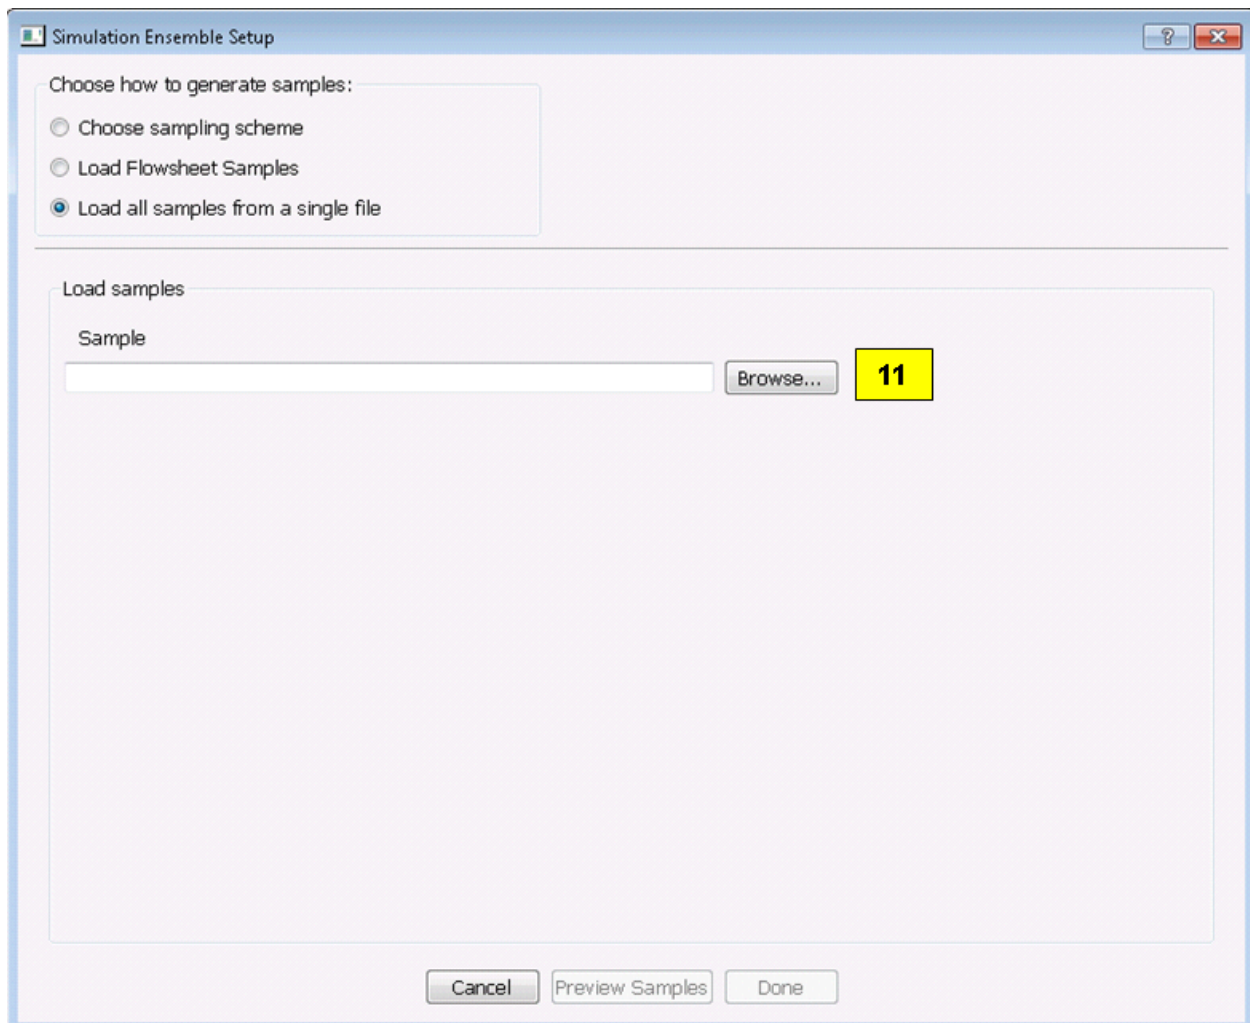 Simulation Ensemble Setup
Choose how to generate samples:
Choose sampling scheme
Load Flowsheet Samples
Load all samples from a single file
Load samples
Sample
Browse...
11
Cancel
Preview Samples
Done